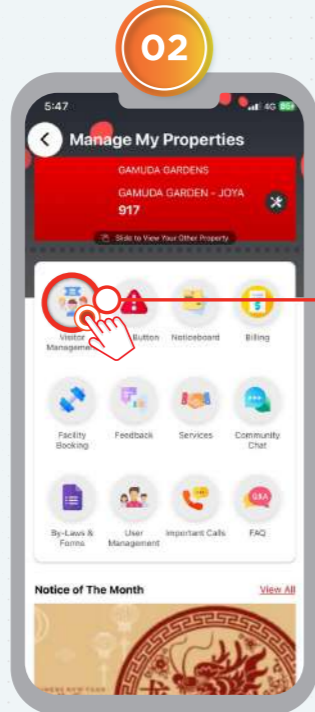 02
5:47
4G 86
Manage My Properties
GAMUDA GARDENS
GAMUDA GARDEN - JOYA
917
Slide to View Your Other Property
Visitor
Management
Button
Noticeboard
Billing
Facility
Booking
Feedback
Services
Community
Chat
Q&A
By-Laws &
Forms
User
Management
Important Calls
FAQ
Notice of The Month
View All